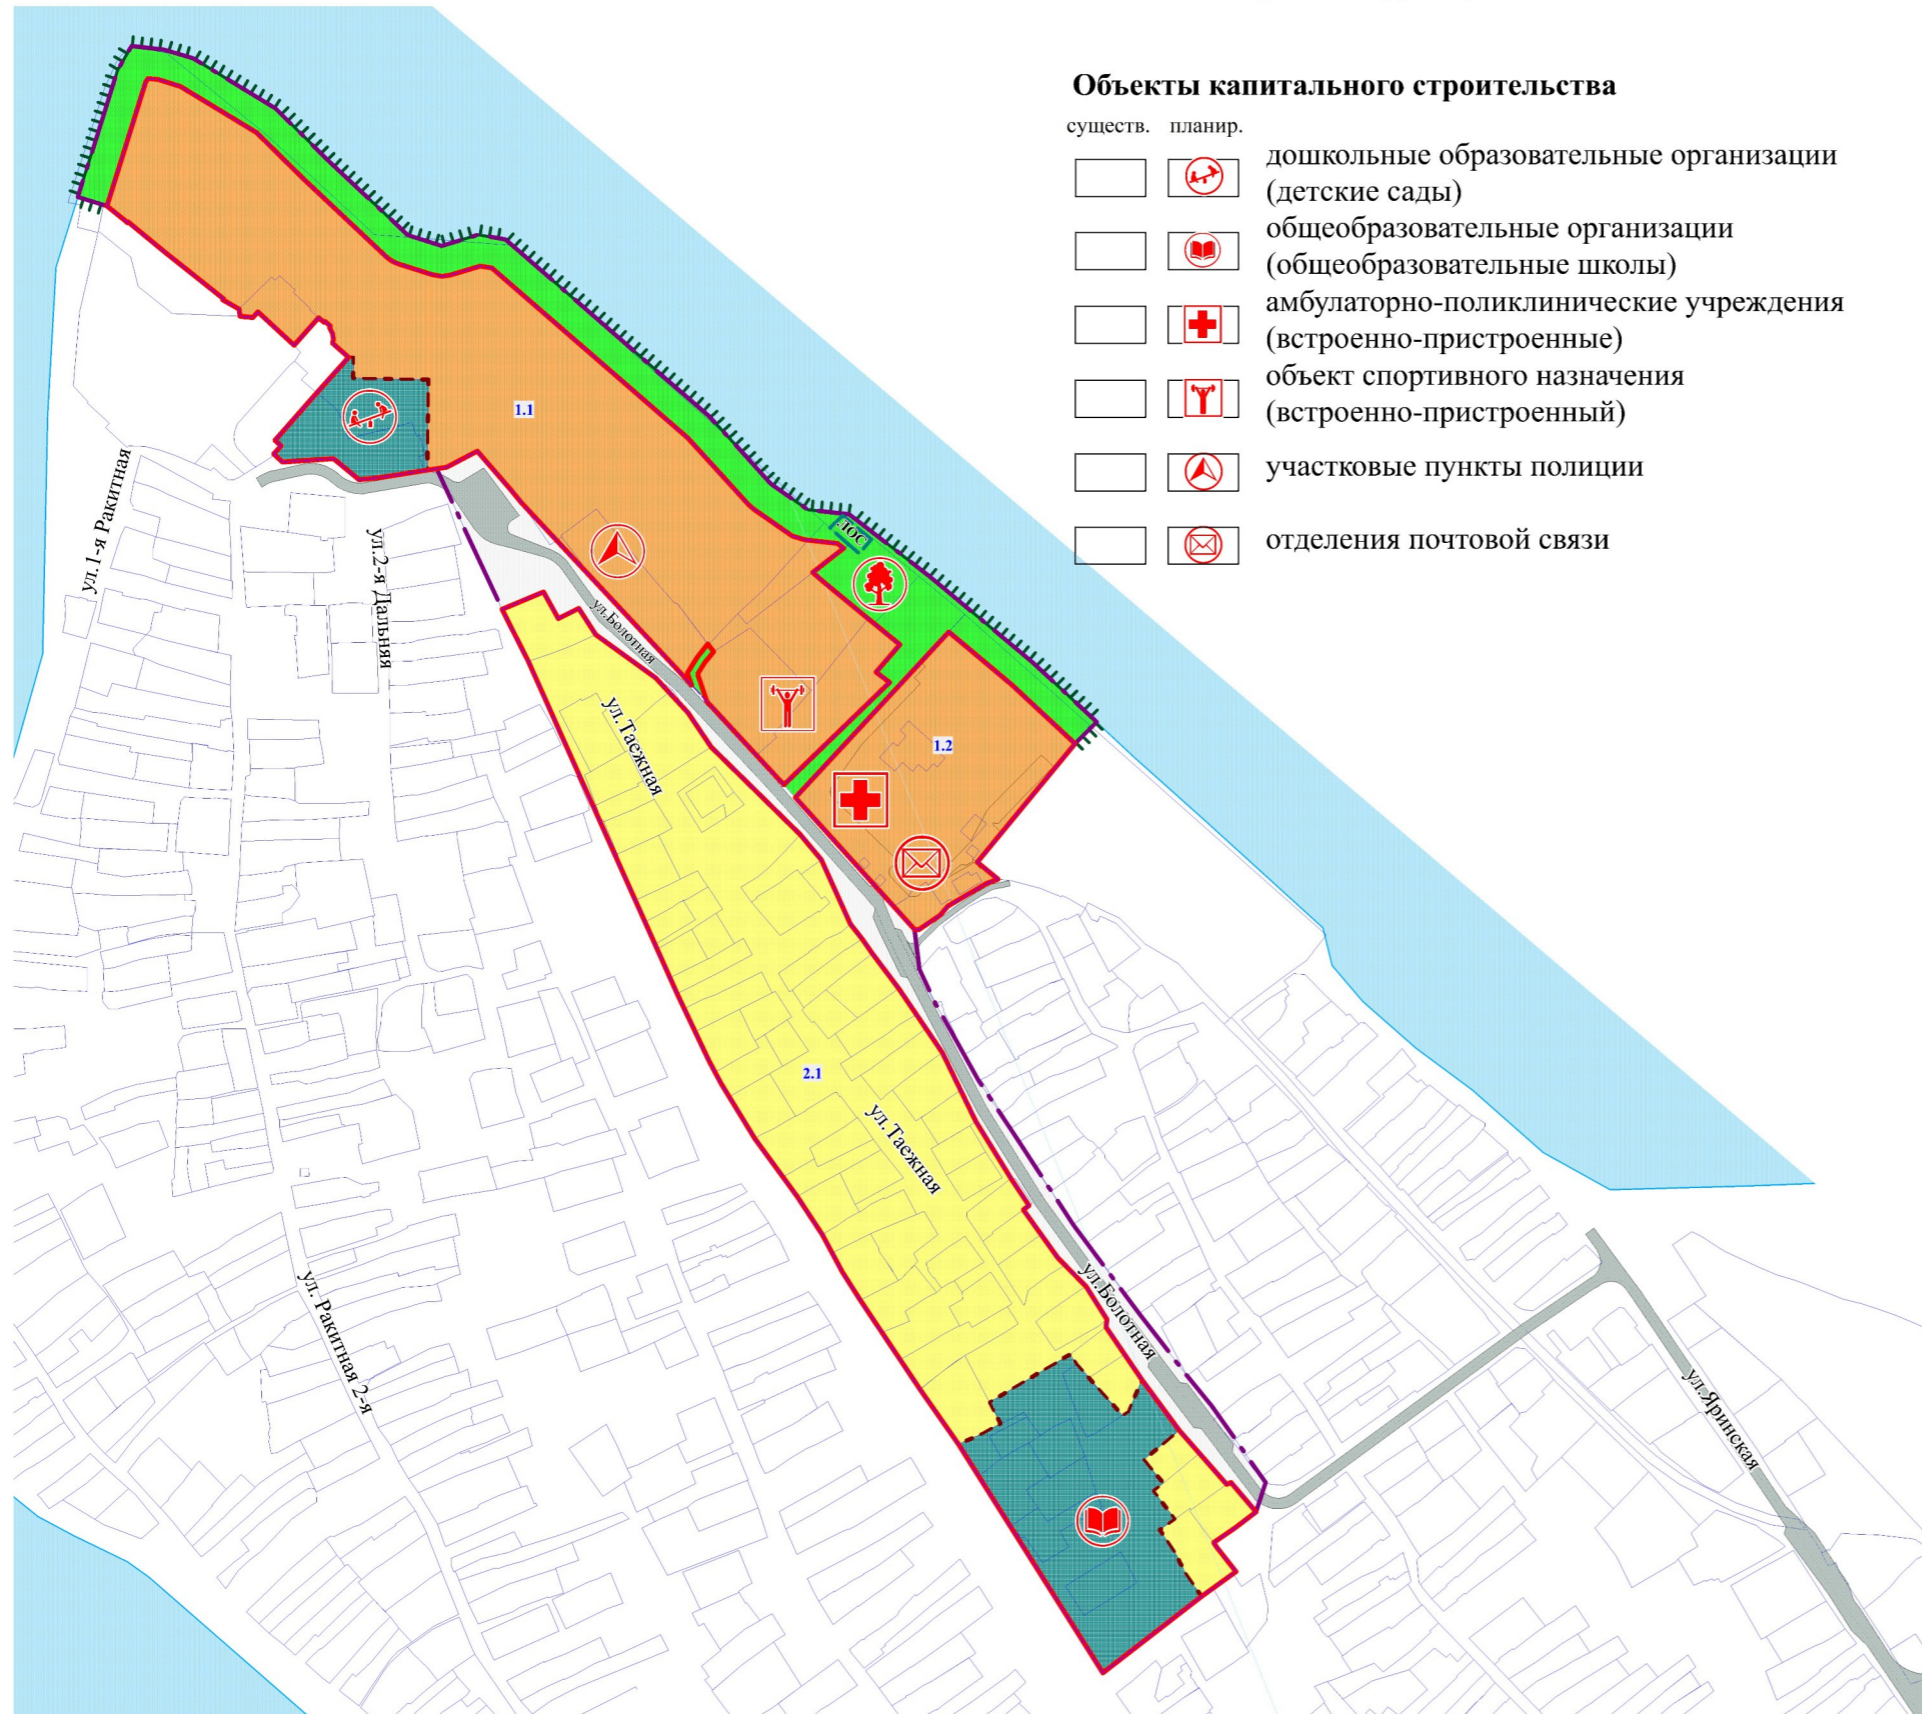 Объекты капитального строительства
существ. планир.
дошкольные образовательные организации
(детские сады)
общеобразовательные организации
(общеобразовательные школы)
амбулаторно-поликлинические учреждения
(встроенно-пристроенные)
объект спортивного назначения
(встроенно-пристроенный)
участковые пункты полиции
отделения почтовой связи
1.1
ул.1-я Ракитная
ул.2-я Дальняя
ЛОС
ул.Болотная
ул.Таежная
1.2
2.1
ул.Таежная
ул.Болотная
ул. Ракитная 2-я
ул.Яринская